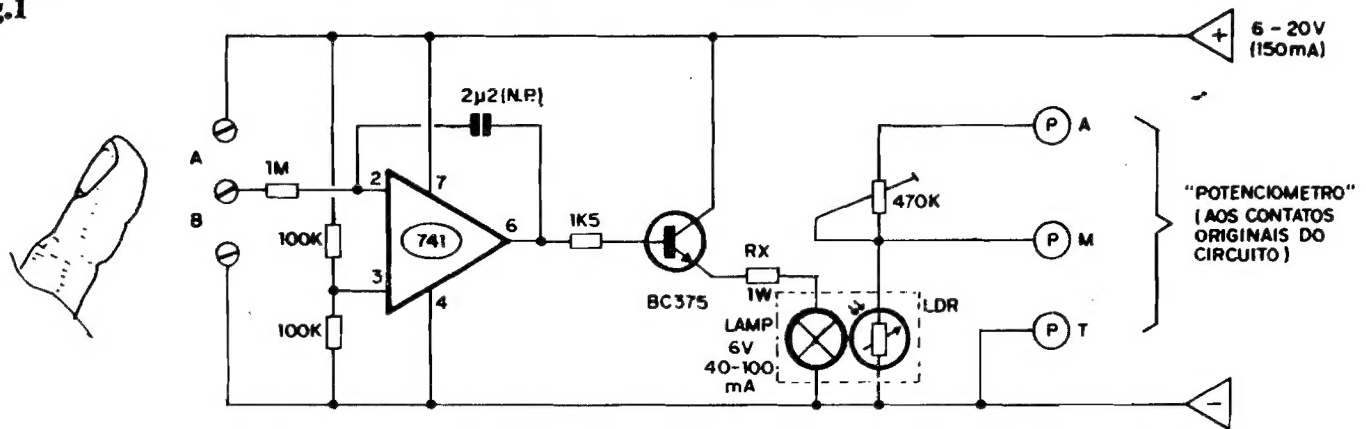 g.1
A
B
1M
100K
100K
2µ2(N.P.)
2
3
741
7
4
6
1K5
BC375
RX
1W
LAMP
6V
40-100
mA
LDR
470K
P A
P M
P T
+
6-20V
(150mA)
"POTENCIOMETRO"
(AOS CONTATOS
ORIGINAIS DO
CIRCUITO)
-